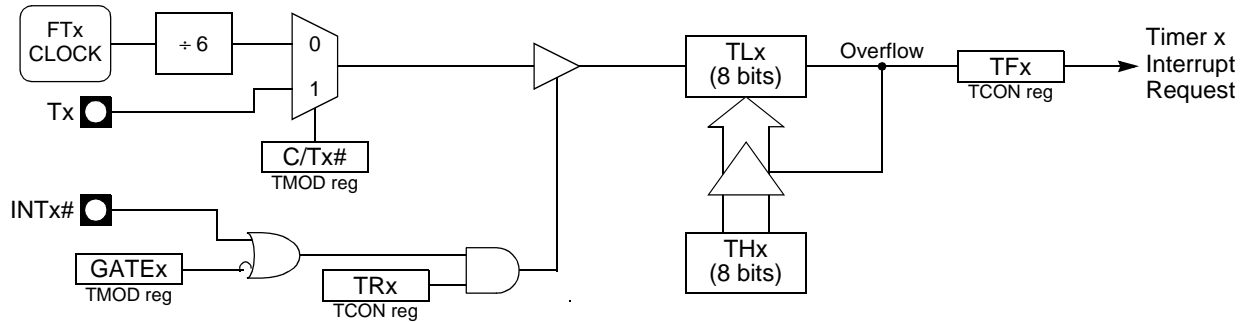 FTx
CLOCK
÷ 6
0
1
Tx
C/Tx#
TMOD reg
INTx#
GATEx
TMOD reg
TRx
TCON reg
TLx
(8 bits)
THx
(8 bits)
Overflow
TFx
TCON reg
Timer x
Interrupt
Request